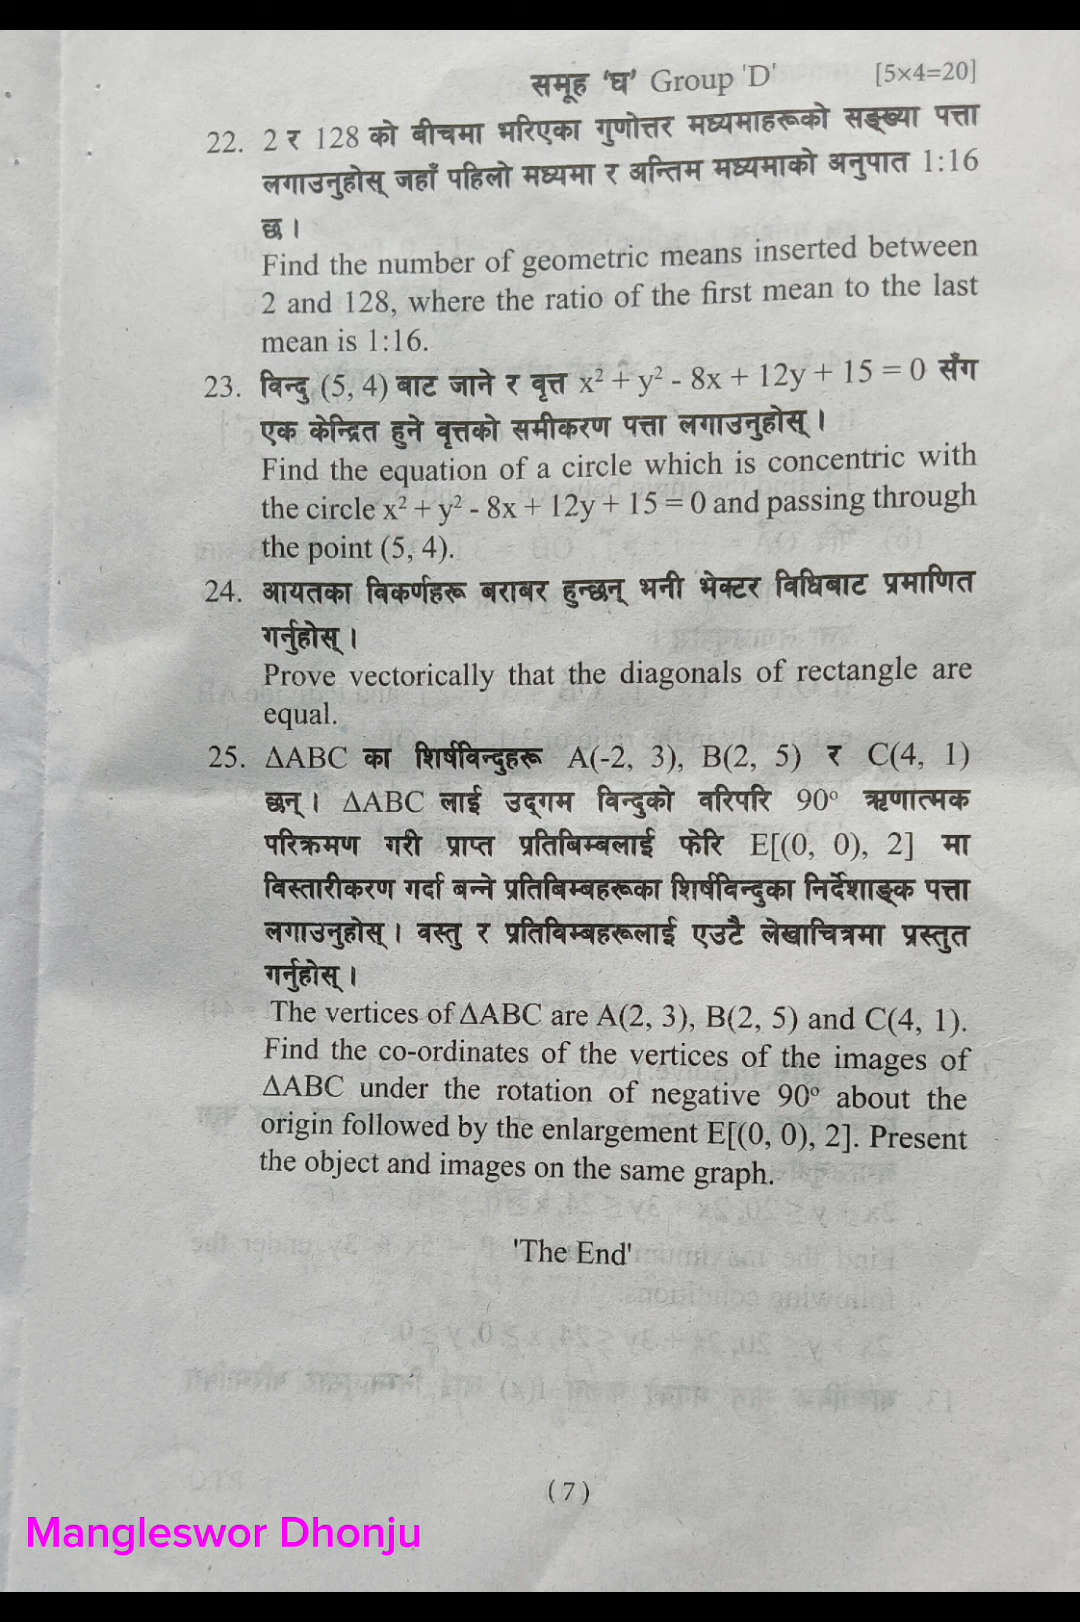 समूह ‘घ’ Group 'D' [5×4=20]
22. 2 र 128 को बीचमा भरिएका गुणोत्तर मध्यमाहरूको सङ्ख्या पत्ता
लगाउनुहोस् जहाँ पहिलो मध्यमा र अन्तिम मध्यमाको अनुपात 1:16
छ ।
Find the number of geometric means inserted between
2 and 128, where the ratio of the first mean to the last
mean is 1:16.
23. विन्दु (5, 4) बाट जाने र वृत्त x² + y² - 8x + 12y + 15 = 0 सँग
एक केन्द्रित हुने वृत्तको समीकरण पत्ता लगाउनुहोस् ।
Find the equation of a circle which is concentric with
the circle x² + y² - 8x + 12y + 15 = 0 and passing through
the point (5, 4).
24. आयतका विकर्णहरू बराबर हुन्छन् भनी भेक्टर विधिबाट प्रमाणित
गर्नुहोस् ।
Prove vectorically that the diagonals of rectangle are
equal.
25. ΔABC का शिर्षविन्दुहरू A(-2, 3), B(2, 5) र C(4, 1)
छन् । ΔABC लाई उद्‌गम विन्दुको वरिपरि 90° ऋणात्मक
परिक्रमण गरी प्राप्त प्रतिबिम्बलाई फेरि E[(0, 0), 2] मा
विस्तारीकरण गर्दा बन्ने प्रतिबिम्बहरूका शिर्षविन्दुका निर्देशाङ्क पत्ता
लगाउनुहोस् । वस्तु र प्रतिविम्बहरूलाई एउटै लेखाचित्रमा प्रस्तुत
गर्नुहोस् ।
The vertices of ΔABC are A(2, 3), B(2, 5) and C(4, 1).
Find the co-ordinates of the vertices of the images of
ΔABC under the rotation of negative 90° about the
origin followed by the enlargement E[(0, 0), 2]. Present
the object and images on the same graph.
'The End'
(7)
Mangleswor Dhonju